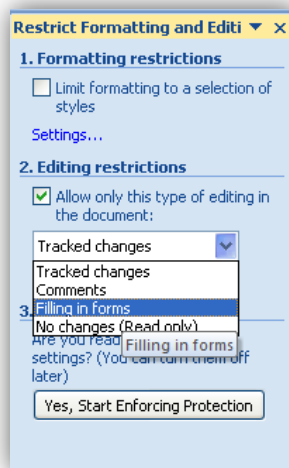 Restrict Formatting and Editi
1. Formatting restrictions
Limit formatting to a selection of
styles
Settings...
2. Editing restrictions
Allow only this type of editing in
the document:
Tracked changes
Tracked changes
Comments
Filling in forms
No changes (Read only)
3.
Filling in forms
Are you read
settings? (You can turn them off
later)
Yes, Start Enforcing Protection